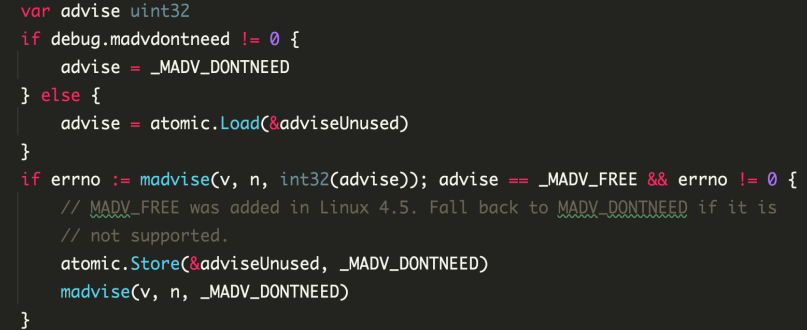 var advise uint32
if debug.madvdontneed != 0 {
    advise = _MADV_DONTNEED
} else {
    advise = atomic.Load(&adviseUnused)
}
if errno := madvise(v, n, int32(advise)); advise == _MADV_FREE && errno != 0 {
    // MADV_FREE was added in Linux 4.5. Fall back to MADV_DONTNEED if it is
    // not supported.
    atomic.Store(&adviseUnused, _MADV_DONTNEED)
    madvise(v, n, _MADV_DONTNEED)
}